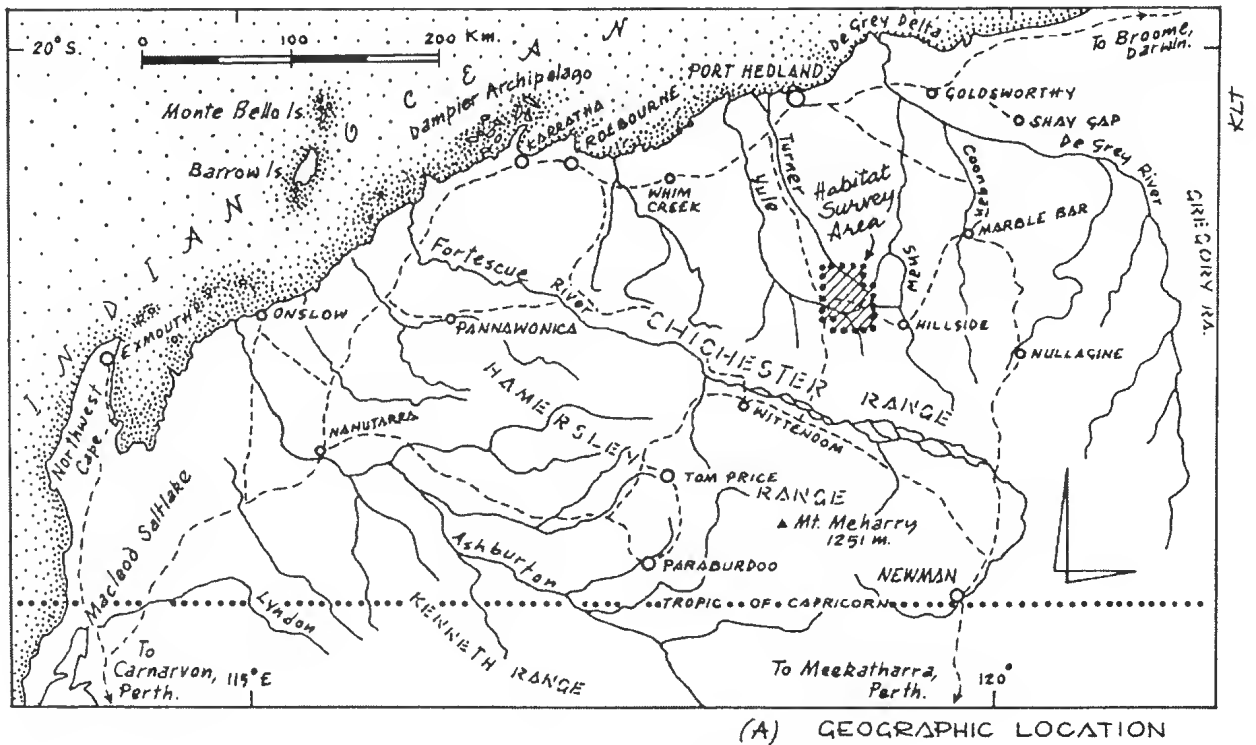 20° S.
0 100 200 Km.
INDIAN OCEAN
De Grey Delta
To Broome,
Darwin.
PORT HEDLAND
Monte Bello Is.
Dampier Archipelago
KARRATHA
ROEBOURNE
GOLDSWORTHY
SHAY GAP
KLT
Barrow Is.
WHIM
CREEK
Yule
Turner
Habitat
Survey
Area
Shaw
Coongan
De Grey
River
MARBLE BAR
GREGORY RA.
Fortescue
River
EXMOUTH
ONSLOW
PANNAWONICA
HILLSIDE
NULLAGINE
CHICHESTER
RANGE
Northwest
Cape
HAMERSLEY
RANGE
WITTENOOM
NANUTARRA
TOM PRICE
Mt. Meharry
1251 m.
Macleod Saltlake
Ashburton
PARABURDOO
NEWMAN
TROPIC OF CAPRICORN
Lyndon
KENNETH RANGE
To
Carnarvon,
Perth.
115° E
To Meekatharra,
Perth.
120°
(A) GEOGRAPHIC LOCATION